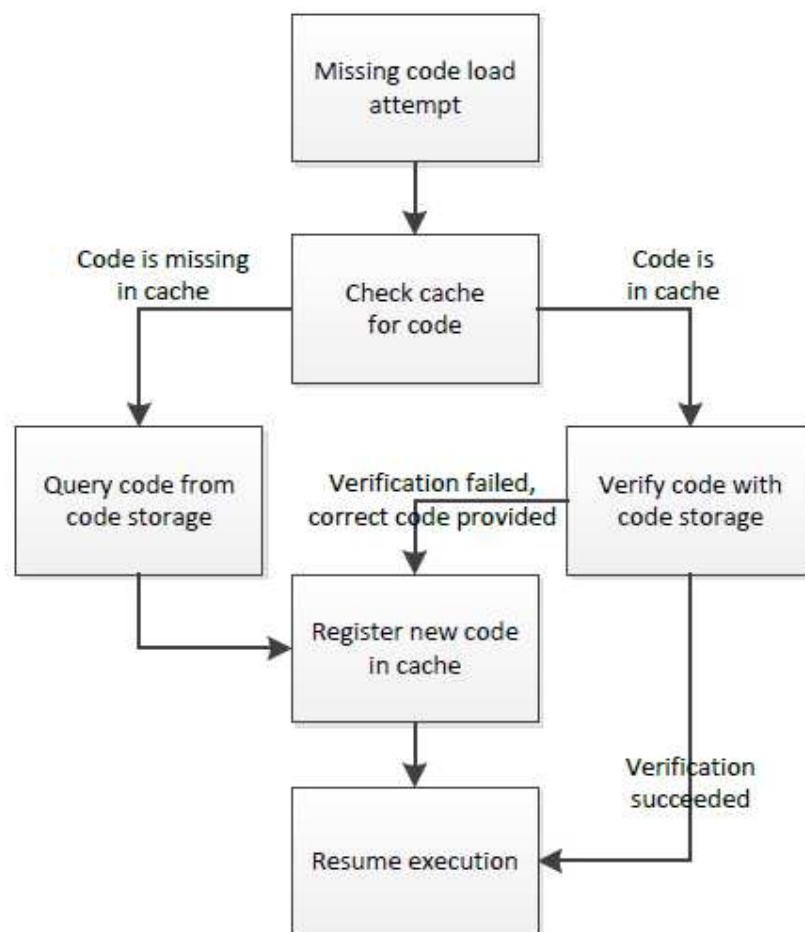 Missing code load
attempt
Code is missing
in cache
Check cache
for code
Code is
in cache
Query code from
code storage
Verification failed,
correct code provided
Verify code with
code storage
Register new code
in cache
Verification
succeeded
Resume execution